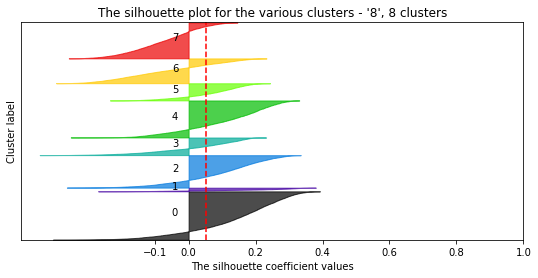 The silhouette plot for the various clusters - '8', 8 clusters
Cluster label
7
6
5
4
3
2
1
0
−0.1 0.0 0.2 0.4 0.6 0.8 1.0
The silhouette coefficient values